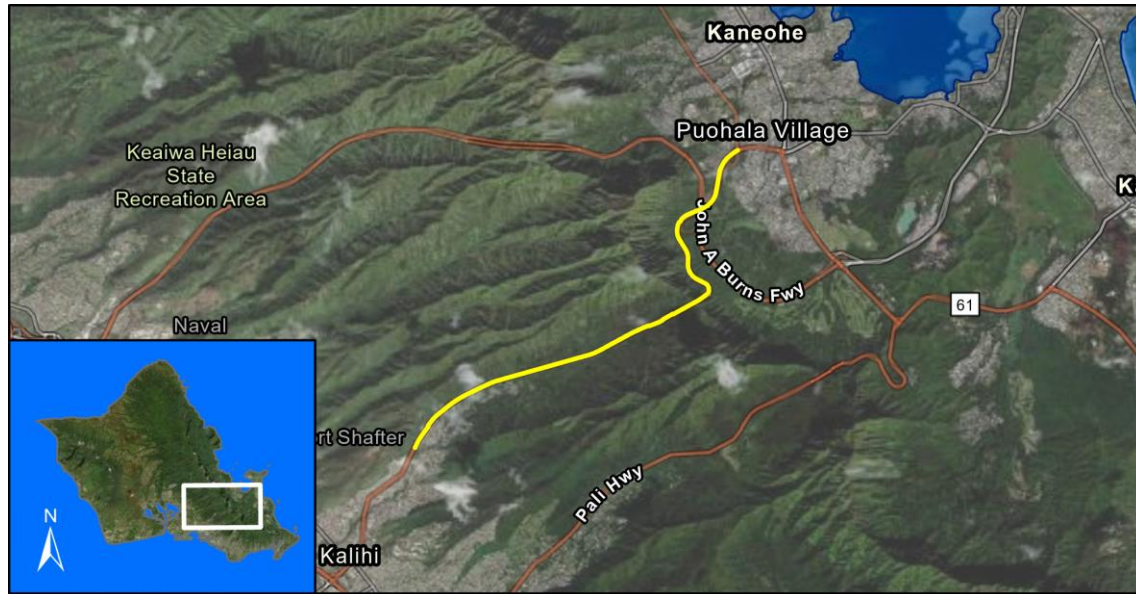 Kaneohe
Puohala Village
Keaiwa Heiau
State
Recreation Area
John A Burns Fwy
K
61
Naval
rt Shafter
Pali Hwy
N
Kalihi